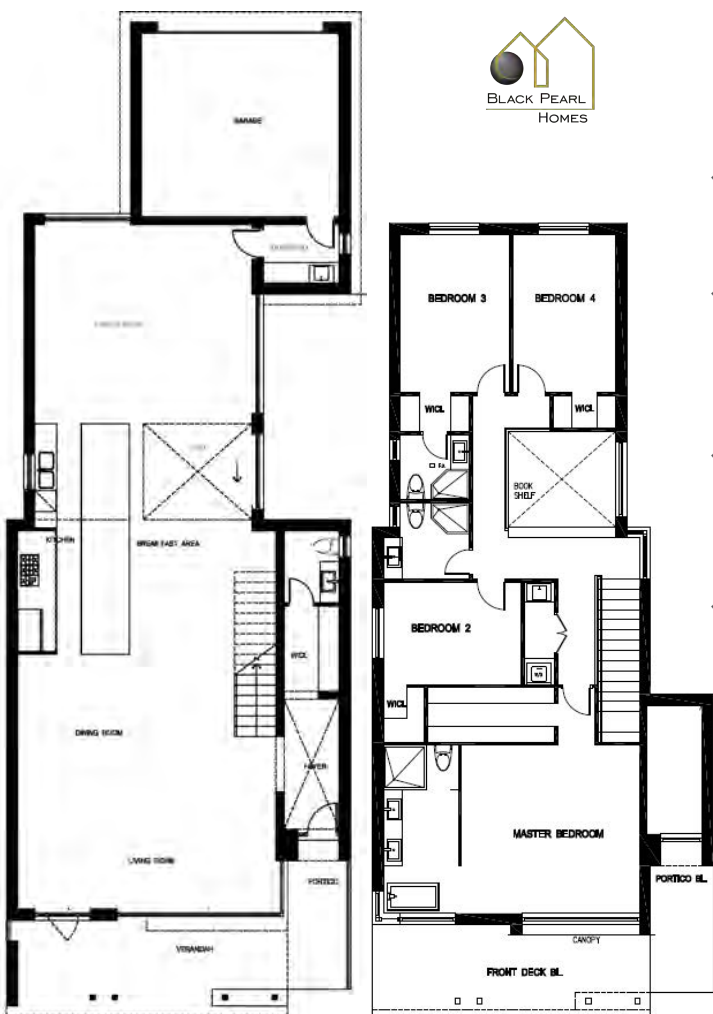 BLACK PEARL
HOMES
GARAGE
KITCHEN
BREAKFAST AREA
WICL
DINING ROOM
FOYER
LIVING ROOM
PORTICO
VERANDAH
BEDROOM 3
BEDROOM 4
WICL
WICL
BOOK
SHELF
BEDROOM 2
WICL
MASTER BEDROOM
PORTICO BL.
CANOPY
FRONT DECK BL.